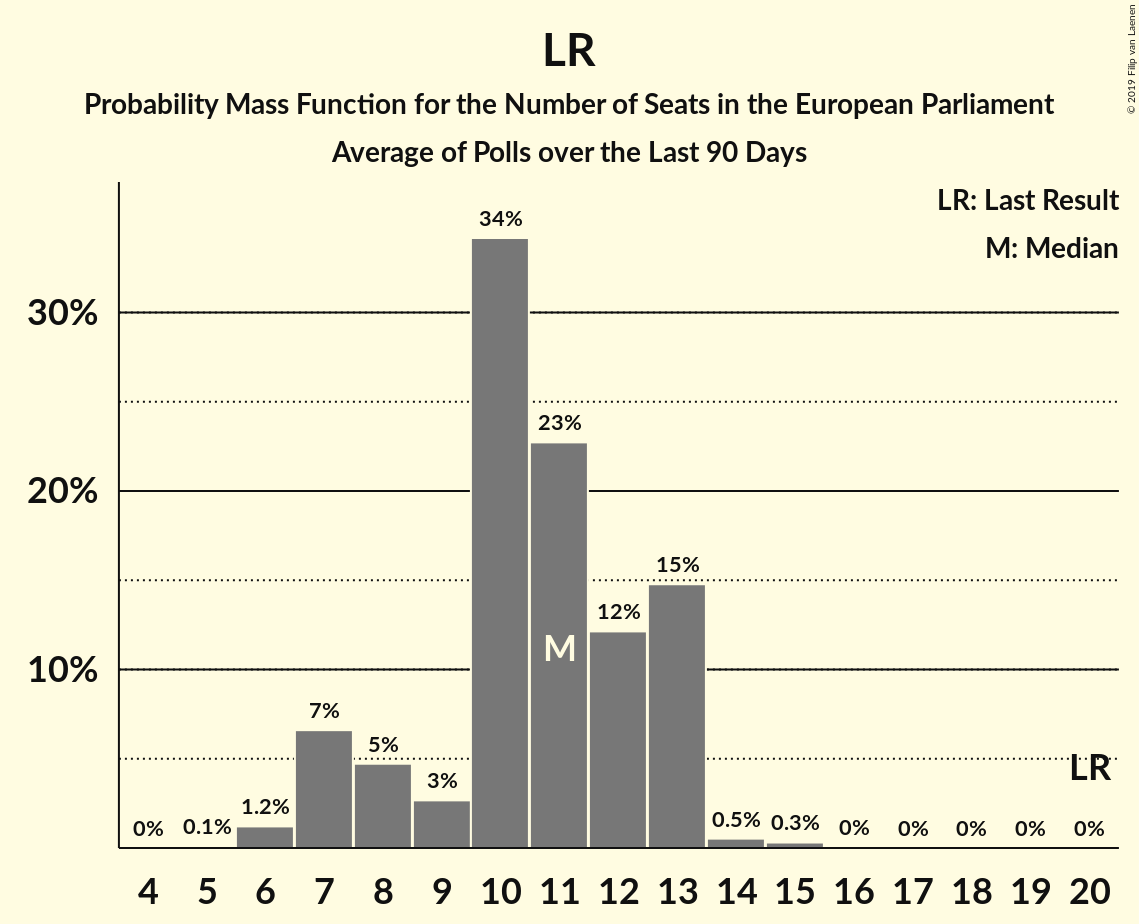 LR
Probability Mass Function for the Number of Seats in the European Parliament
Average of Polls over the Last 90 Days
© 2019 Filip van Laenen
LR: Last Result
M: Median
34%
30%
23%
20%
15%
12%
M
10%
7%
5%
LR
3%
0% 0.1% 1.2% 0.5% 0.3% 0% 0% 0% 0% 0%
4 5 6 7 8 9 10 11 12 13 14 15 16 17 18 19 20